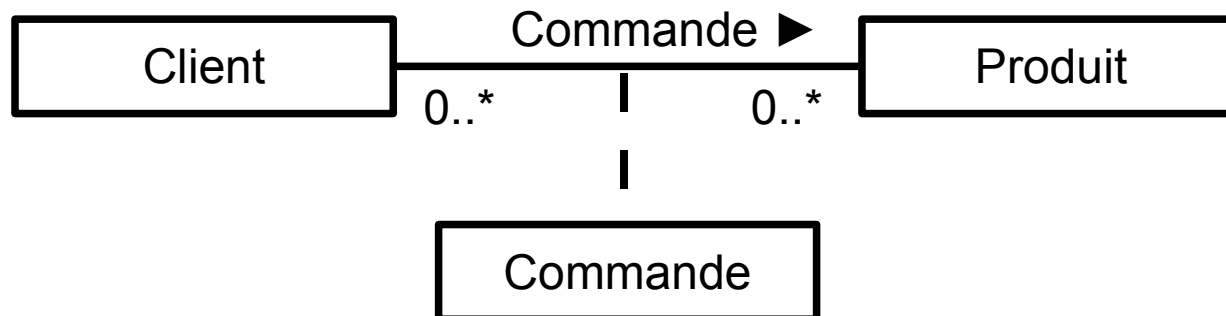 Commande ►
Client
Produit
0..*
0..*
Commande